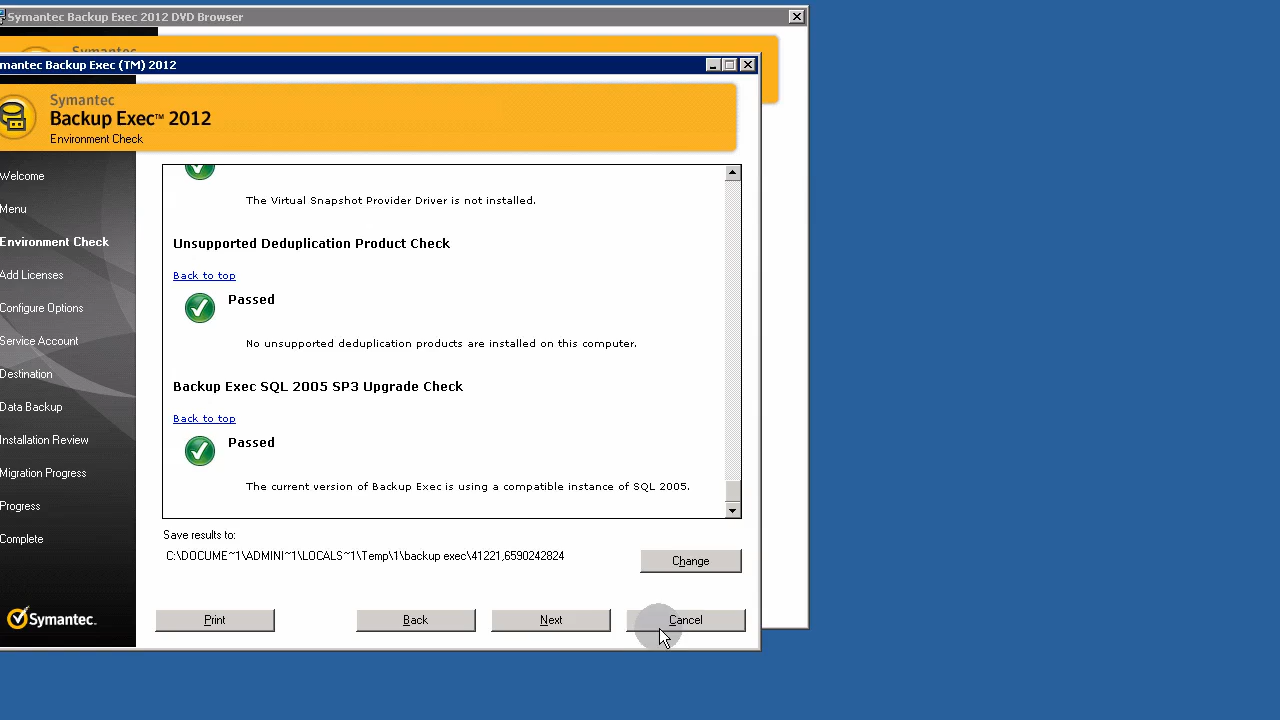 Symantec Backup Exec 2012 DVD Browser
Symantec
mantec Backup Exec (TM) 2012
Symantec
Backup Exec™ 2012
Environment Check
Welcome
Menu
Environment Check
Add Licenses
Configure Options
Service Account
Destination
Data Backup
Installation Review
Migration Progress
Progress
Complete
Symantec.
The Virtual Snapshot Provider Driver is not installed.
Unsupported Deduplication Product Check
Back to top
Passed
No unsupported deduplication products are installed on this computer.
Backup Exec SQL 2005 SP3 Upgrade Check
Back to top
Passed
The current version of Backup Exec is using a compatible instance of SQL 2005.
Save results to:
C:\DOCUME~1\ADMINI~1\LOCALS~1\Temp\1\backup exec\41221,6590242824
Change
Print
Back
Next
Cancel